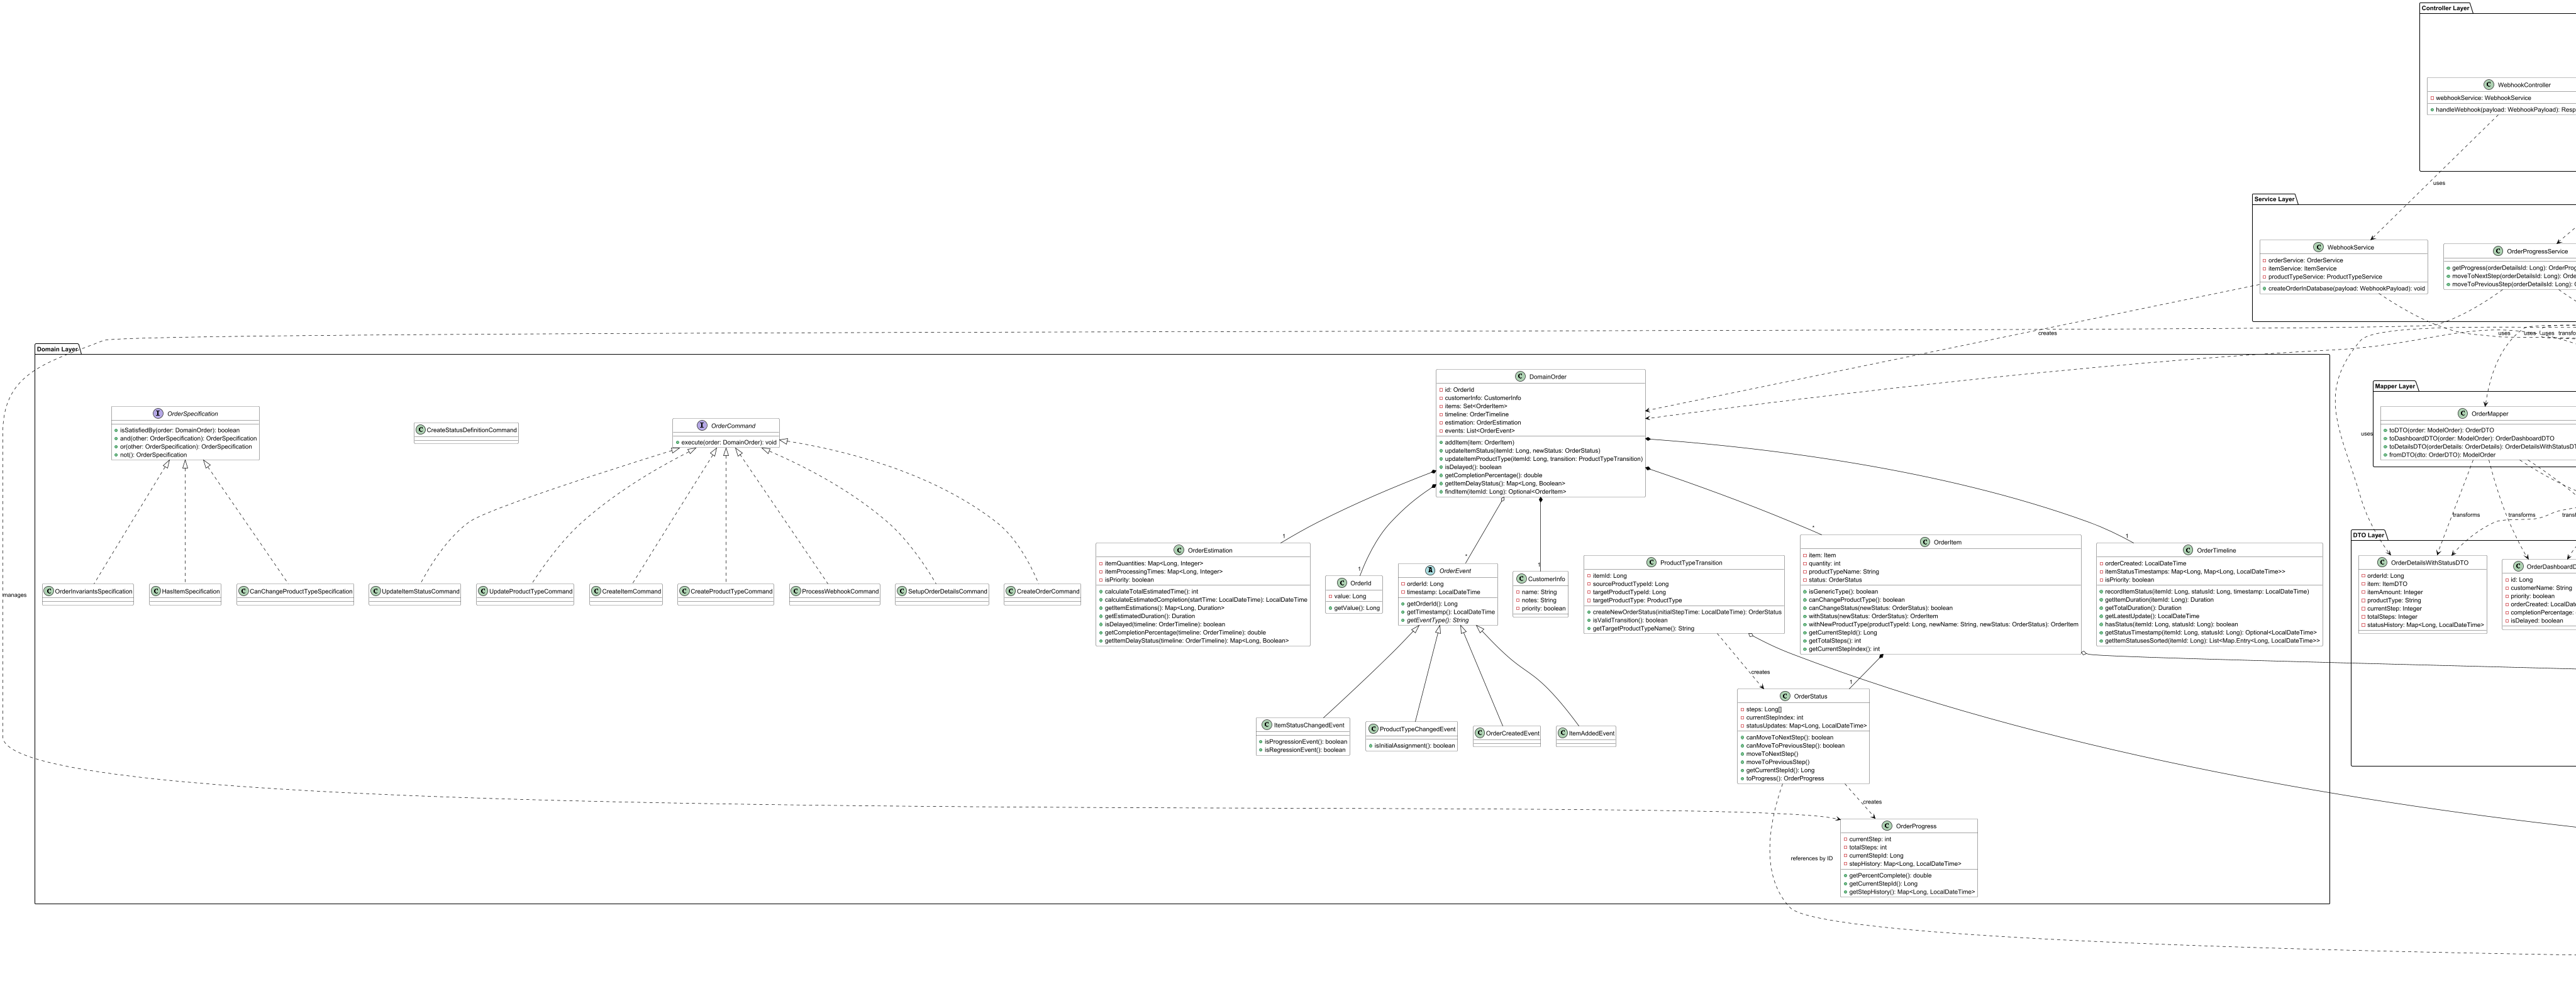 Controller Layer
WebhookController
webhookService: WebhookService
handleWebhook(payload: WebhookPayload): Resp
uses
Service Layer
WebhookService
orderService: OrderService
itemService: ItemService
productTypeService: ProductTypeService
createOrderInDatabase(payload: WebhookPayload): void
OrderProgressService
getProgress(orderDetailsId: Long): OrderProg
moveToNextStep(orderDetailsId: Long): Orde
moveToPreviousStep(orderDetailsId: Long):
creates
uses
uses
uses
transfo
manages
Domain Layer
OrderSpecification
isSatisfiedBy(order: DomainOrder): boolean
and(other: OrderSpecification): OrderSpecification
or(other: OrderSpecification): OrderSpecification
not(): OrderSpecification
CreateStatusDefinitionCommand
OrderCommand
execute(order: DomainOrder): void
DomainOrder
id: OrderId
customerInfo: CustomerInfo
items: Set<OrderItem>
timeline: OrderTimeline
estimation: OrderEstimation
events: List<OrderEvent>
addItem(item: OrderItem)
updateItemStatus(itemId: Long, newStatus: OrderStatus)
updateItemProductType(itemId: Long, transition: ProductTypeTransition)
isDelayed(): boolean
getCompletionPercentage(): double
getItemDelayStatus(): Map<Long, Boolean>
findItem(itemId: Long): Optional<OrderItem>
OrderInvariantsSpecification
HasItemSpecification
CanChangeProductTypeSpecification
UpdateItemStatusCommand
UpdateProductTypeCommand
CreateItemCommand
CreateProductTypeCommand
ProcessWebhookCommand
SetupOrderDetailsCommand
CreateOrderCommand
1
OrderEstimation
itemQuantities: Map<Long, Integer>
itemProcessingTimes: Map<Long, Integer>
isPriority: boolean
calculateTotalEstimatedTime(): int
calculateEstimatedCompletion(startTime: LocalDateTime): LocalDateTime
getItemEstimations(): Map<Long, Duration>
getEstimatedDuration(): Duration
isDelayed(timeline: OrderTimeline): boolean
getCompletionPercentage(timeline: OrderTimeline): double
getItemDelayStatus(timeline: OrderTimeline): Map<Long, Boolean>
1
OrderId
value: Long
getValue(): Long
*
OrderEvent
orderId: Long
timestamp: LocalDateTime
getOrderId(): Long
getTimestamp(): LocalDateTime
getEventType(): String
1
CustomerInfo
name: String
notes: String
priority: boolean
ProductTypeTransition
itemId: Long
sourceProductTypeId: Long
targetProductTypeId: Long
targetProductType: ProductType
createNewOrderStatus(initialStepTime: LocalDateTime): OrderStatus
isValidTransition(): boolean
getTargetProductTypeName(): String
*
OrderItem
item: Item
quantity: int
productTypeName: String
status: OrderStatus
isGenericType(): boolean
canChangeProductType(): boolean
canChangeStatus(newStatus: OrderStatus): boolean
withStatus(newStatus: OrderStatus): OrderItem
withNewProductType(productTypeId: Long, newName: String, newStatus: OrderStatus): OrderItem
getCurrentStepId(): Long
getTotalSteps(): int
getCurrentStepIndex(): int
1
OrderTimeline
orderCreated: LocalDateTime
itemStatusTimestamps: Map<Long, Map<Long, LocalDateTime>>
isPriority: boolean
recordItemStatus(itemId: Long, statusId: Long, timestamp: LocalDateTime)
getItemDuration(itemId: Long): Duration
getTotalDuration(): Duration
getLatestUpdate(): LocalDateTime
hasStatus(itemId: Long, statusId: Long): boolean
getStatusTimestamp(itemId: Long, statusId: Long): Optional<LocalDateTime>
getItemStatusesSorted(itemId: Long): List<Map.Entry<Long, LocalDateTime>>
ItemStatusChangedEvent
isProgressionEvent(): boolean
isRegressionEvent(): boolean
ProductTypeChangedEvent
isInitialAssignment(): boolean
OrderCreatedEvent
ItemAddedEvent
creates
1
OrderStatus
steps: Long[]
currentStepIndex: int
statusUpdates: Map<Long, LocalDateTime>
canMoveToNextStep(): boolean
canMoveToPreviousStep(): boolean
moveToNextStep()
moveToPreviousStep()
getCurrentStepId(): Long
toProgress(): OrderProgress
creates
references by ID
OrderProgress
currentStep: int
totalSteps: int
currentStepId: Long
stepHistory: Map<Long, LocalDateTime>
getPercentComplete(): double
getCurrentStepId(): Long
getStepHistory(): Map<Long, LocalDateTime>
Mapper Layer
OrderMapper
toDTO(order: ModelOrder): OrderDTO
toDashboardDTO(order: ModelOrder): OrderDashboardDTO
toDetailsDTO(orderDetails: OrderDetails): OrderDetailsWithStatusDT
fromDTO(dto: OrderDTO): ModelOrder
uses
transforms
transforms
transf
DTO Layer
OrderDetailsWithStatusDTO
orderId: Long
item: ItemDTO
itemAmount: Integer
productType: String
currentStep: Integer
totalSteps: Integer
statusHistory: Map<Long, LocalDateTime>
OrderDashboardD
id: Long
customerName: String
priority: boolean
orderCreated: LocalDate
completionPercentage:
isDelayed: boolean